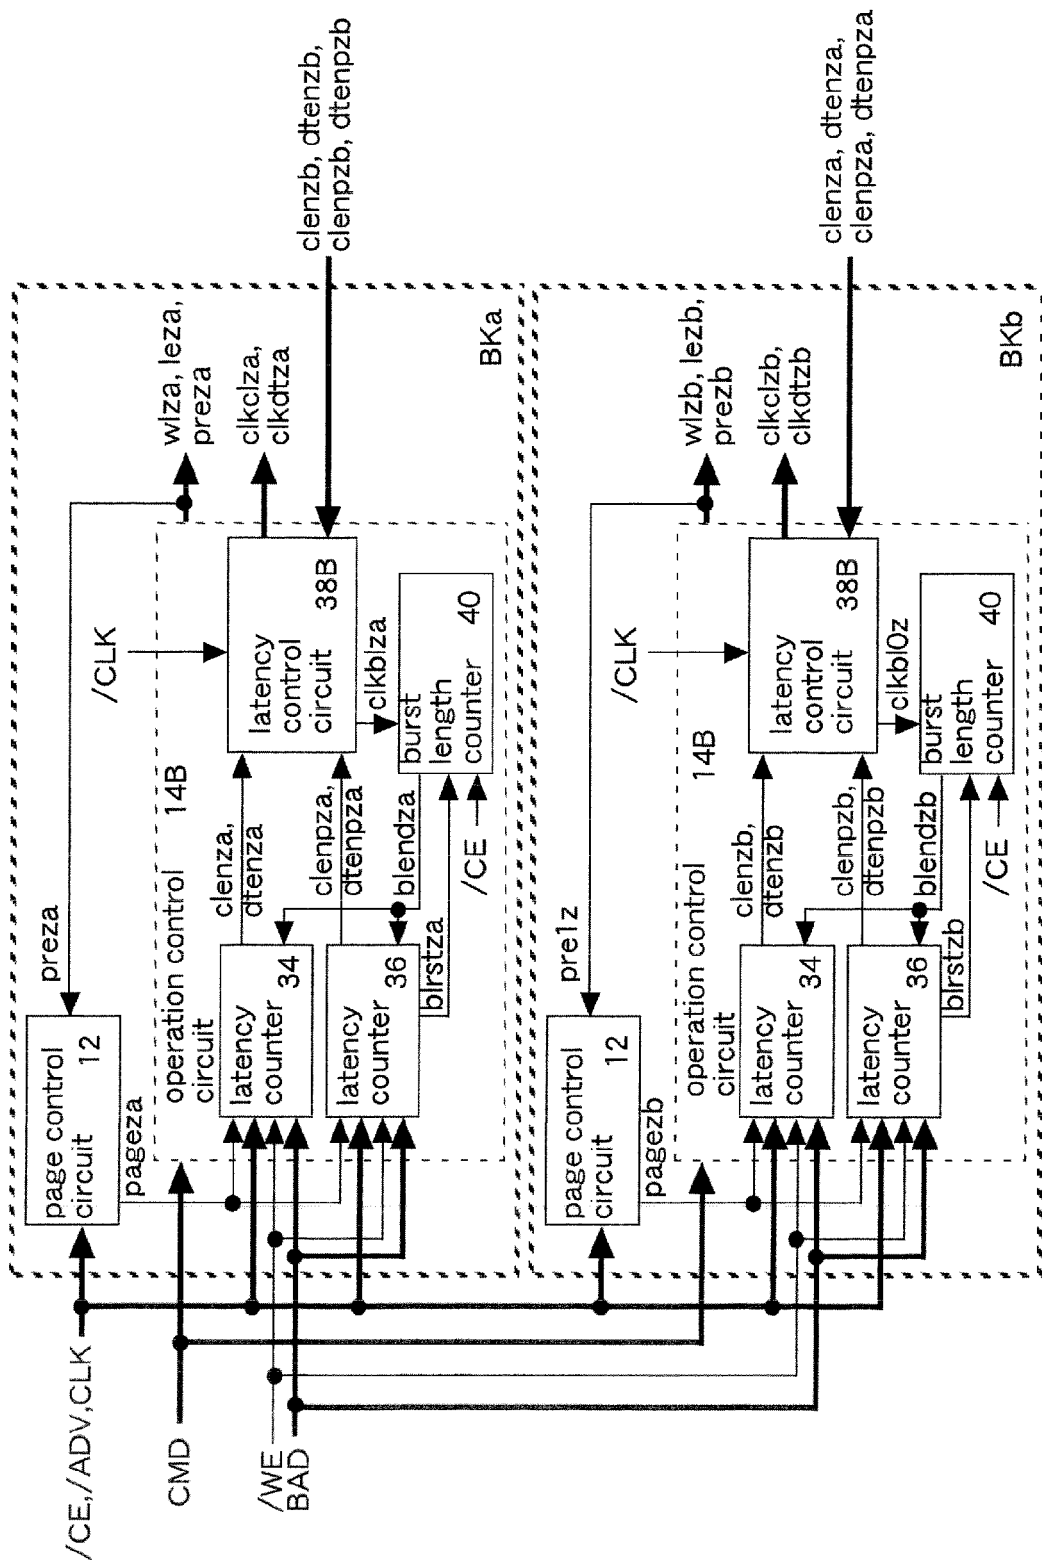 /CE,/ADV,CLK
CMD
/WE
BAD
page control
circuit 12
preza
pageza
operation control
circuit
14B
/CLK
latency
counter 34
latency
counter 36
clenza,
dtenza
clenpza,
dtenpza
blendza
blrstza
/CE
latency
control
circuit 38B
clkblza
burst
length
counter 40
wlza, leza,
preza
clkclza,
clkdtza
BKa
clenzb, dtenzb,
clenpzb, dtenpzb
page control
circuit 12
pre1z
pagezb
operation control
circuit
14B
/CLK
latency
counter 34
latency
counter 36
clenzb,
dtenzb
clenpzb,
dtenpzb
blendzb
blrstzb
/CE
latency
control
circuit 38B
clkbl0z
burst
length
counter 40
wlzb, lezb,
prezb
clkclzb,
clkdtzb
BKb
clenza, dtenza,
clenpza, dtenpza